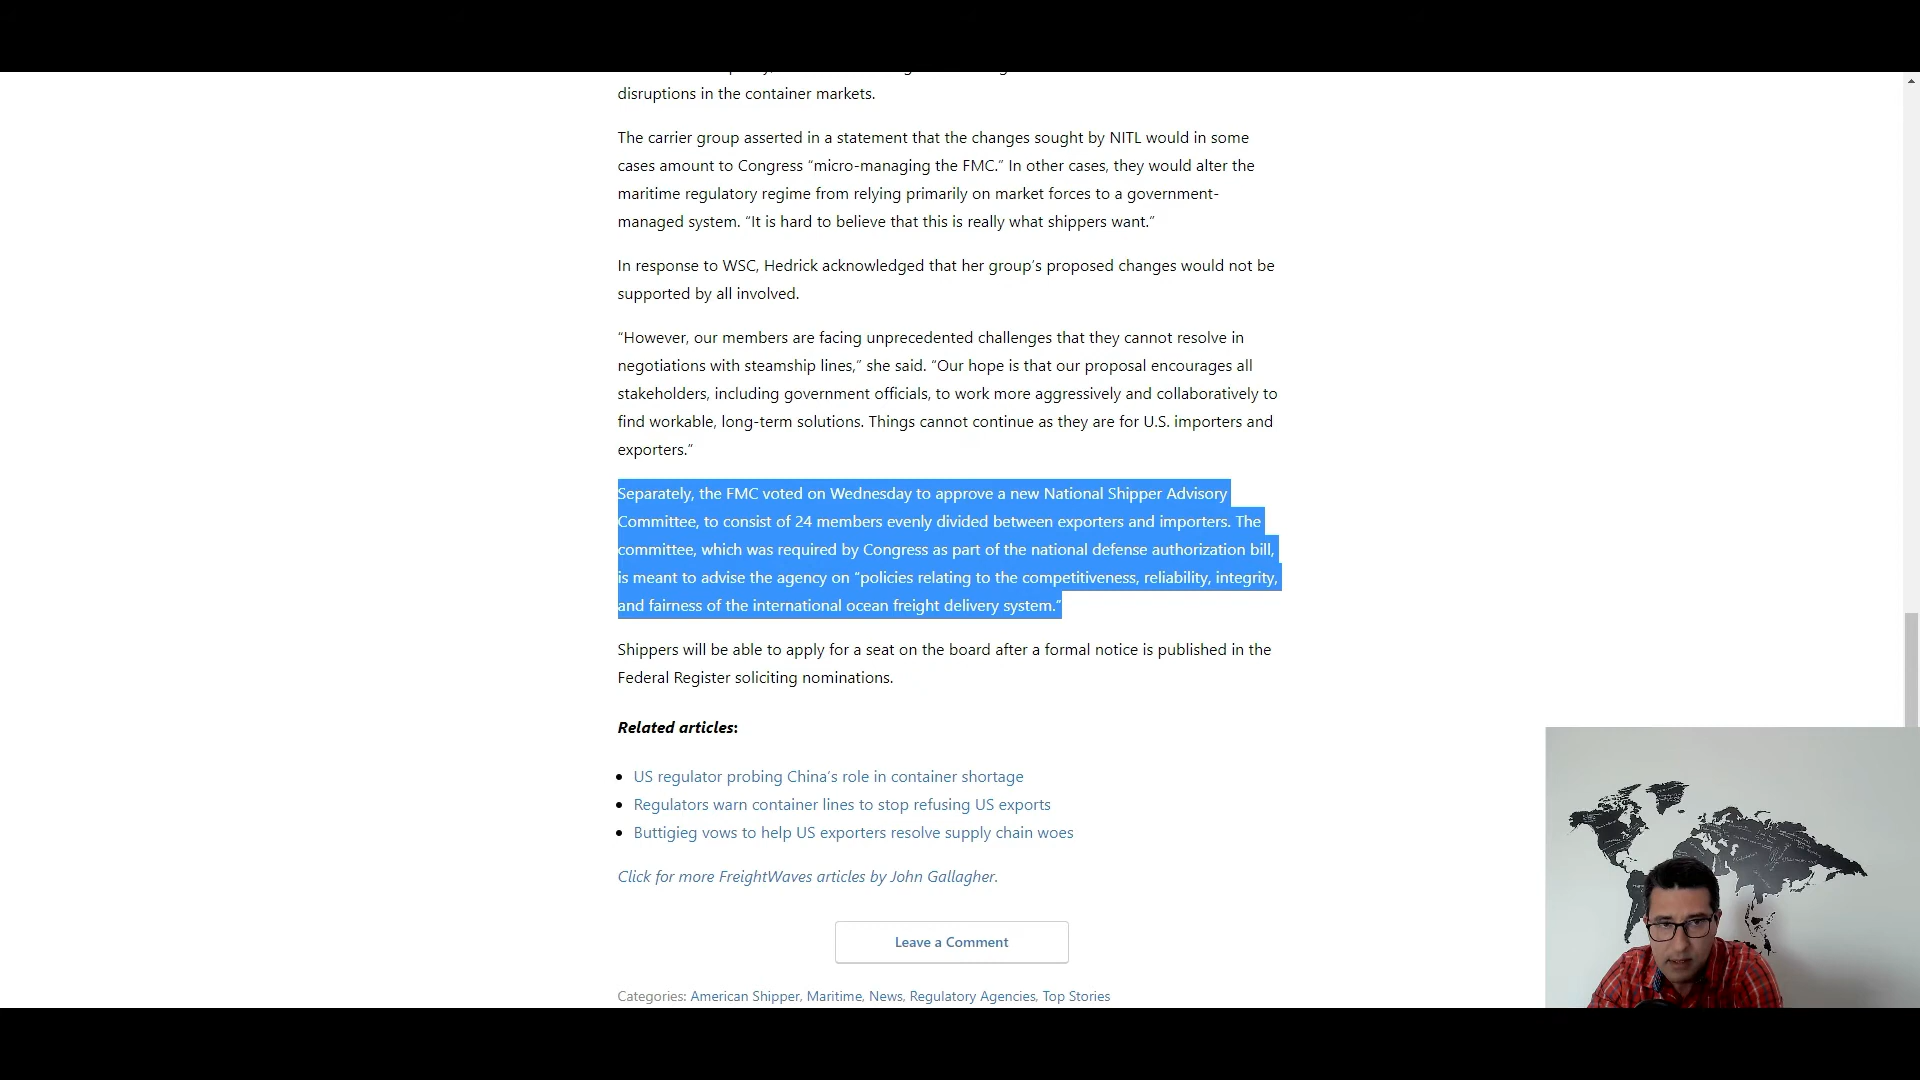 disruptions in the container markets.
The carrier group asserted in a statement that the changes sought by NITL would in some
cases amount to Congress “micro-managing the FMC.” In other cases, they would alter the
maritime regulatory regime from relying primarily on market forces to a government-
managed system. “It is hard to believe that this is really what shippers want.”
In response to WSC, Hedrick acknowledged that her group’s proposed changes would not be
supported by all involved.
“However, our members are facing unprecedented challenges that they cannot resolve in
negotiations with steamship lines,” she said. “Our hope is that our proposal encourages all
stakeholders, including government officials, to work more aggressively and collaboratively to
find workable, long-term solutions. Things cannot continue as they are for U.S. importers and
exporters.”
Separately, the FMC voted on Wednesday to approve a new National Shipper Advisory
Committee, to consist of 24 members evenly divided between exporters and importers. The
committee, which was required by Congress as part of the national defense authorization bill,
is meant to advise the agency on “policies relating to the competitiveness, reliability, integrity,
and fairness of the international ocean freight delivery system.”
Shippers will be able to apply for a seat on the board after a formal notice is published in the
Federal Register soliciting nominations.
Related articles:
US regulator probing China’s role in container shortage
Regulators warn container lines to stop refusing US exports
Buttigieg vows to help US exporters resolve supply chain woes
Click for more FreightWaves articles by John Gallagher.
Leave a Comment
Categories: American Shipper, Maritime, News, Regulatory Agencies, Top Stories